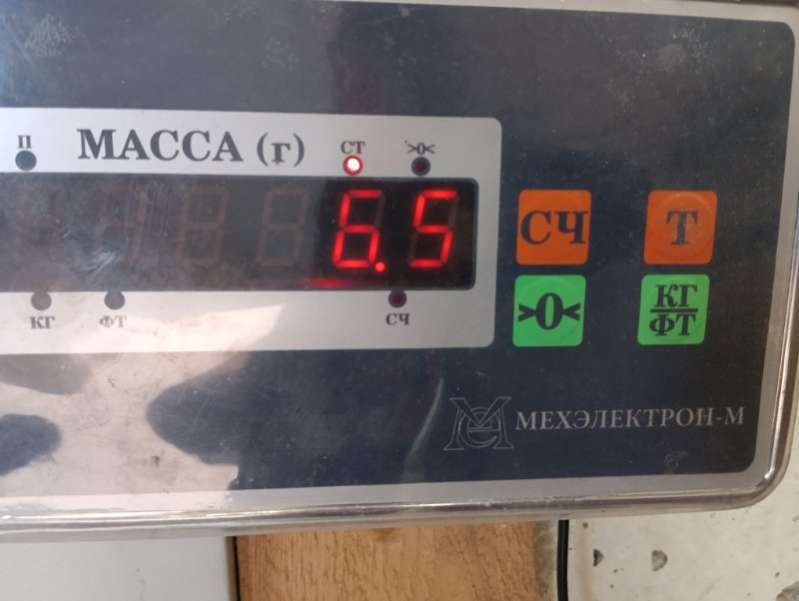 П
МАССА (г)
СТ
>0<
6.5
СЧ
Т
КГ
ФТ
СЧ
>0<
КГ
ФТ
МЕХЭЛЕКТРОН-М